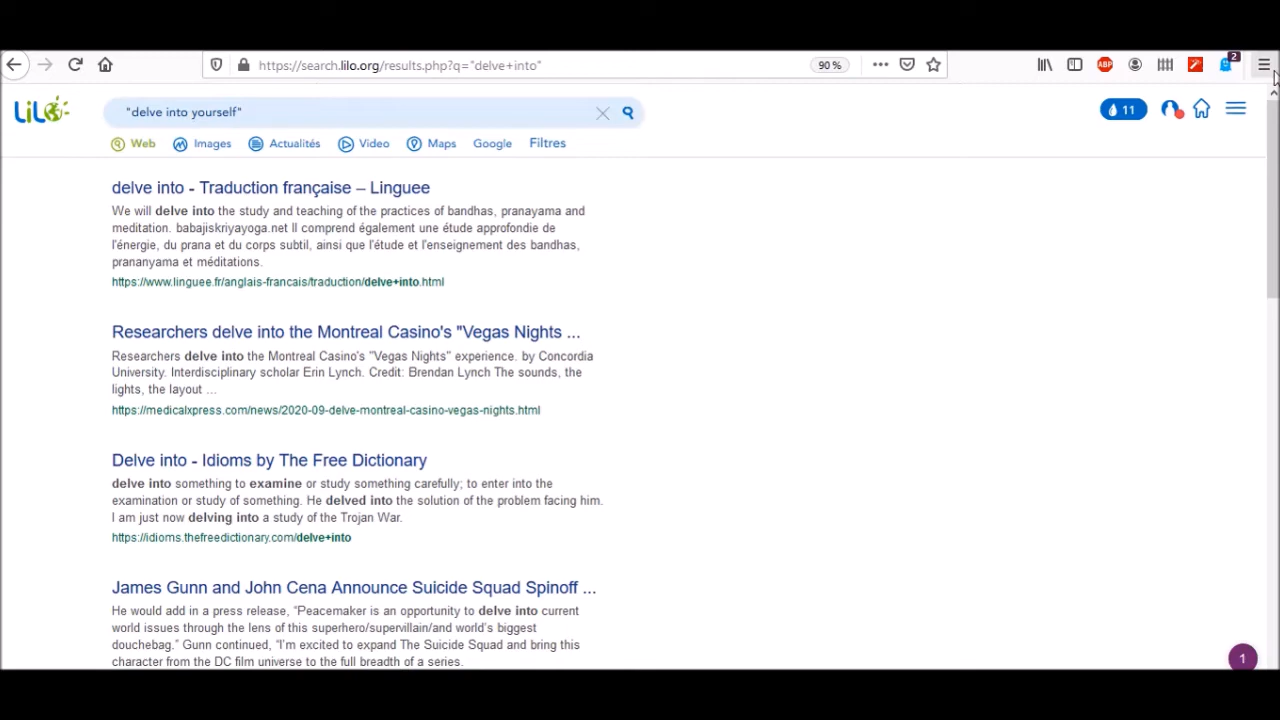 https://search.lilo.org/results.php?q="delve+into"
90 %
ABP
2
LiLO
"delve into yourself"
11
Web Images Actualités Video Maps Google Filtres
delve into - Traduction française – Linguee
We will delve into the study and teaching of the practices of bandhas, pranayama and
meditation. babajiskriyayoga.net Il comprend également une étude approfondie de
l'énergie, du prana et du corps subtil, ainsi que l'étude et l'enseignement des bandhas,
prananyama et méditations.
https://www.linguee.fr/anglais-francais/traduction/delve+into.html
Researchers delve into the Montreal Casino's "Vegas Nights ...
Researchers delve into the Montreal Casino's "Vegas Nights" experience. by Concordia
University. Interdisciplinary scholar Erin Lynch. Credit: Brendan Lynch The sounds, the
lights, the layout ...
https://medicalxpress.com/news/2020-09-delve-montreal-casino-vegas-nights.html
Delve into - Idioms by The Free Dictionary
delve into something to examine or study something carefully; to enter into the
examination or study of something. He delved into the solution of the problem facing him.
I am just now delving into a study of the Trojan War.
https://idioms.thefreedictionary.com/delve+into
James Gunn and John Cena Announce Suicide Squad Spinoff ...
He would add in a press release, “Peacemaker is an opportunity to delve into current
world issues through the lens of this superhero/supervillain/and world's biggest
douchebag.” Gunn continued, “I'm excited to expand The Suicide Squad and bring this
character from the DC film universe to the full breadth of a series.
1